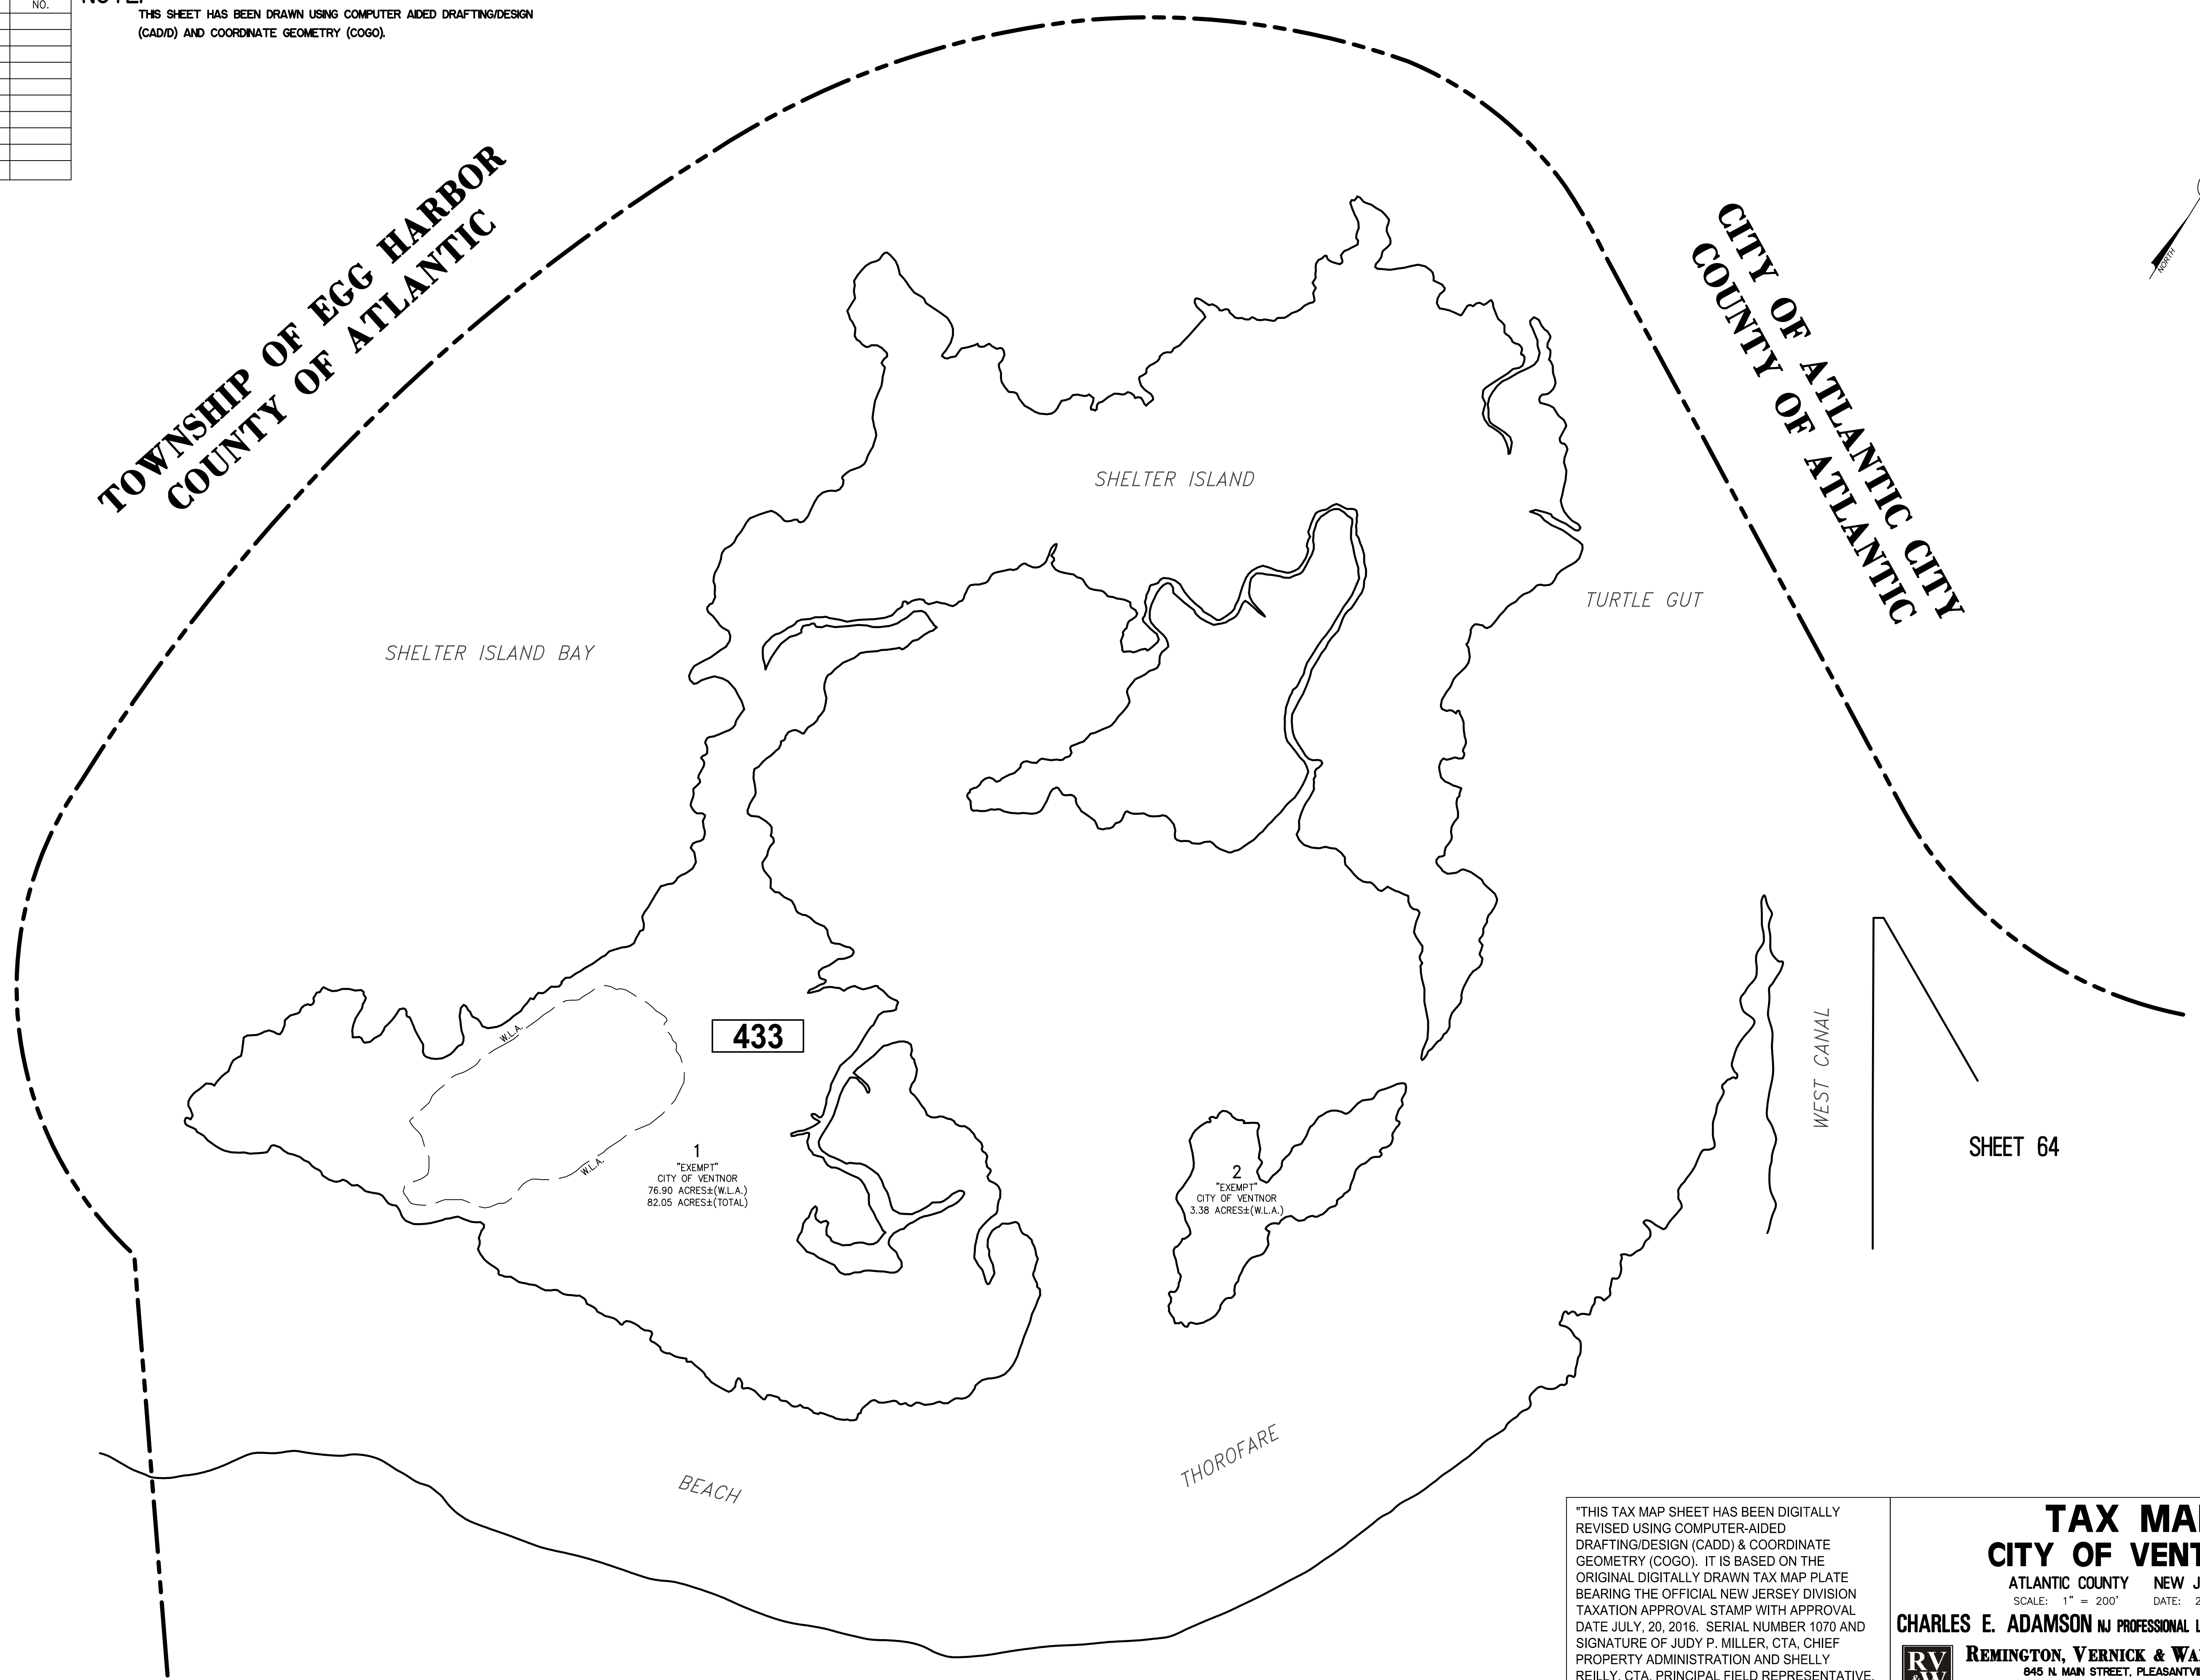 NO.
THIS SHEET HAS BEEN DRAWN USING COMPUTER AIDED DRAFTING/DESIGN
(CAD/D) AND COORDINATE GEOMETRY (COGO).
TOWNSHIP OF EGG HARBOR
COUNTY OF ATLANTIC
CITY OF ATLANTIC CITY
COUNTY OF ATLANTIC
NORTH
SHELTER ISLAND
TURTLE GUT
SHELTER ISLAND BAY
W.L.A.
433
WEST CANAL
SHEET 64
W.L.A.
1
"EXEMPT"
CITY OF VENTNOR
76.90 ACRES±(W.L.A.)
82.05 ACRES±(TOTAL)
2
"EXEMPT"
CITY OF VENTNOR
3.38 ACRES±(W.L.A.)
BEACH
THOROFARE
"THIS TAX MAP SHEET HAS BEEN DIGITALLY
REVISED USING COMPUTER-AIDED
DRAFTING/DESIGN (CADD) & COORDINATE
GEOMETRY (COGO). IT IS BASED ON THE
ORIGINAL DIGITALLY DRAWN TAX MAP PLATE
BEARING THE OFFICIAL NEW JERSEY DIVISION
TAXATION APPROVAL STAMP WITH APPROVAL
DATE JULY, 20, 2016. SERIAL NUMBER 1070 AND
SIGNATURE OF JUDY P. MILLER, CTA, CHIEF
PROPERTY ADMINISTRATION AND SHELLY
REILLY, CTA, PRINCIPAL FIELD REPRESENTATIVE.
TAX
CITY OF
ATLANTIC COUNTY NEW
SCALE: 1" = 200' DATE:
CHARLES E. ADAMSON NJ PROFESSIONAL
RV
&W
REMINGTON, VERNICK &
845 N. MAIN STREET,